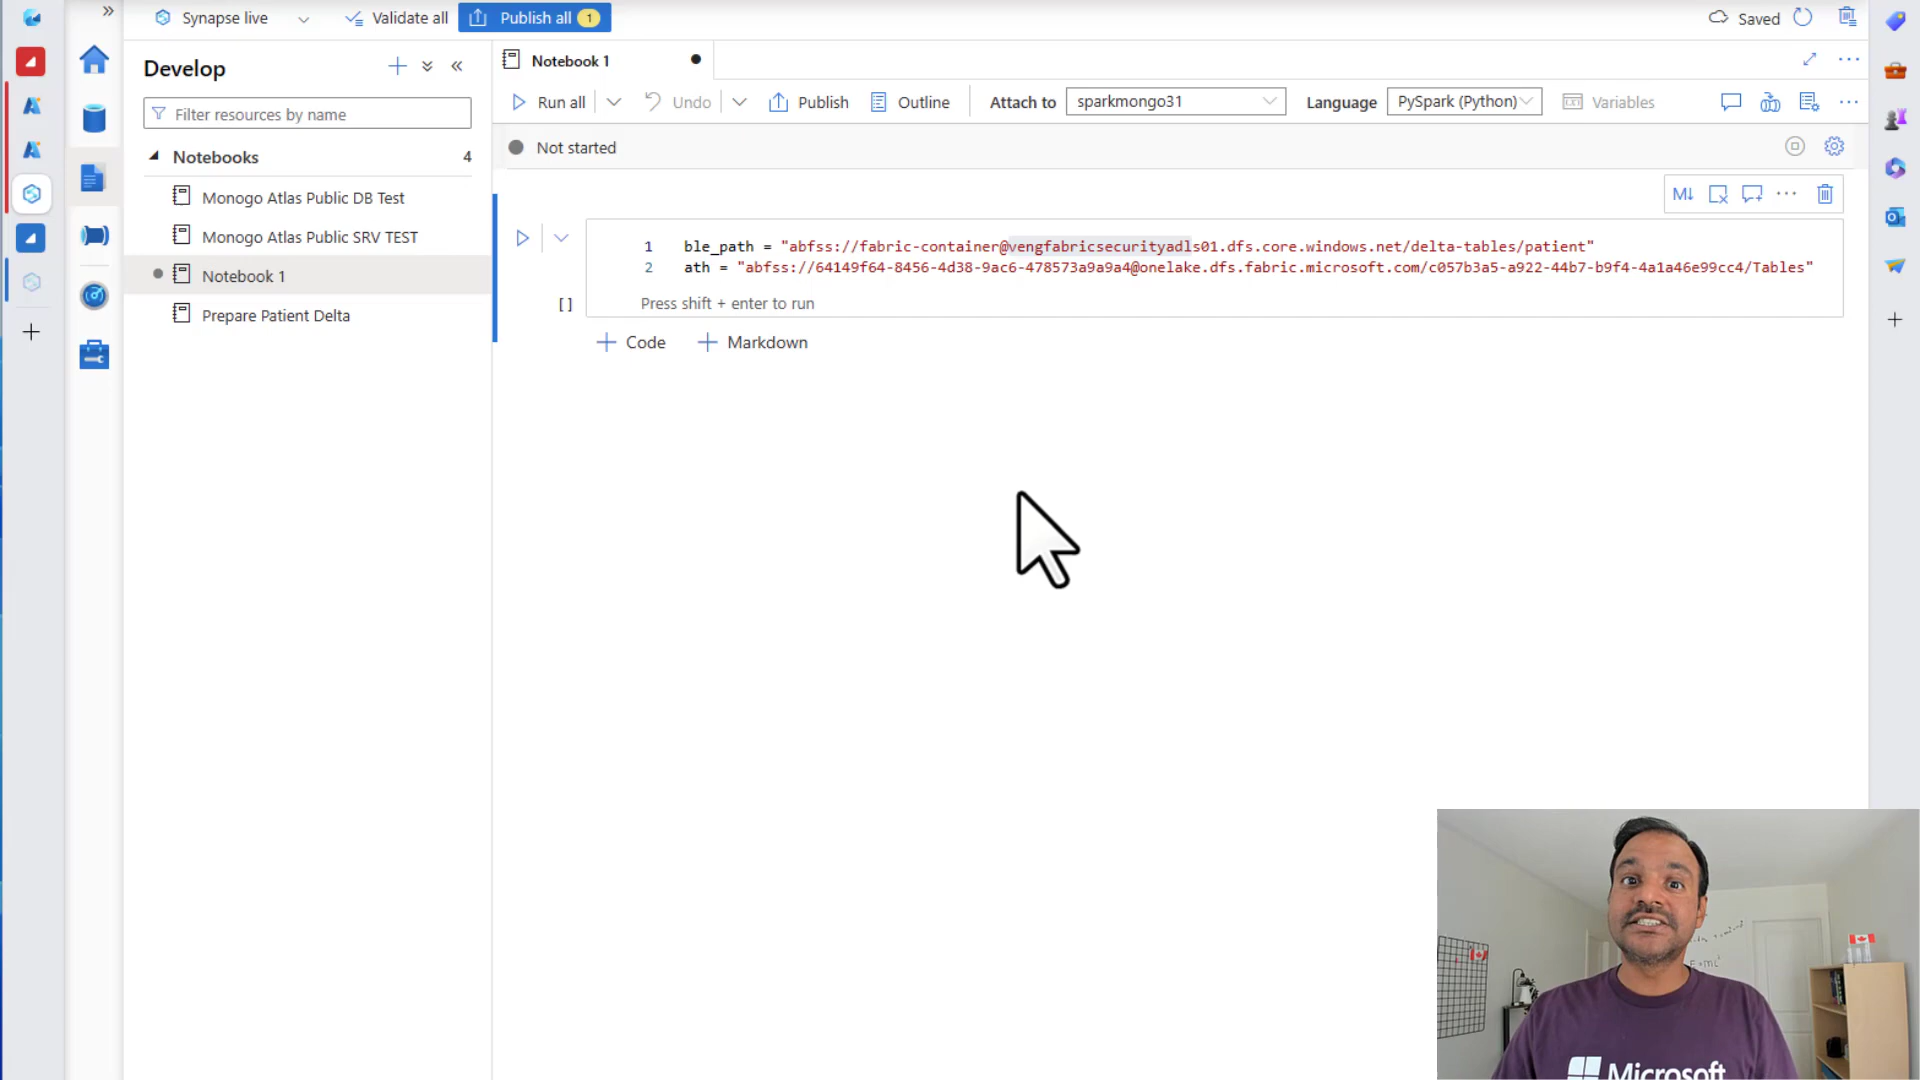 Synapse live
Validate all
Publish all 1
Saved
Develop
Filter resources by name
Notebooks 4
Monogo Atlas Public DB Test
Monogo Atlas Public SRV TEST
Notebook 1
Prepare Patient Delta
Notebook 1
Run all
Undo
Publish
Outline
Attach to sparkmongo31
Language PySpark (Python)
Variables
Not started
M↓
1 ble_path = "abfss://fabric-container@vengfabricsecurityadls01.dfs.core.windows.net/delta-tables/patient"
2 ath = "abfss://64149f64-8456-4d38-9ac6-478573a9a9a4@onelake.dfs.fabric.microsoft.com/c057b3a5-a922-44b7-b9f4-4a1a46e99cc4/Tables"
[] Press shift + enter to run
+ Code
+ Markdown
Microsoft